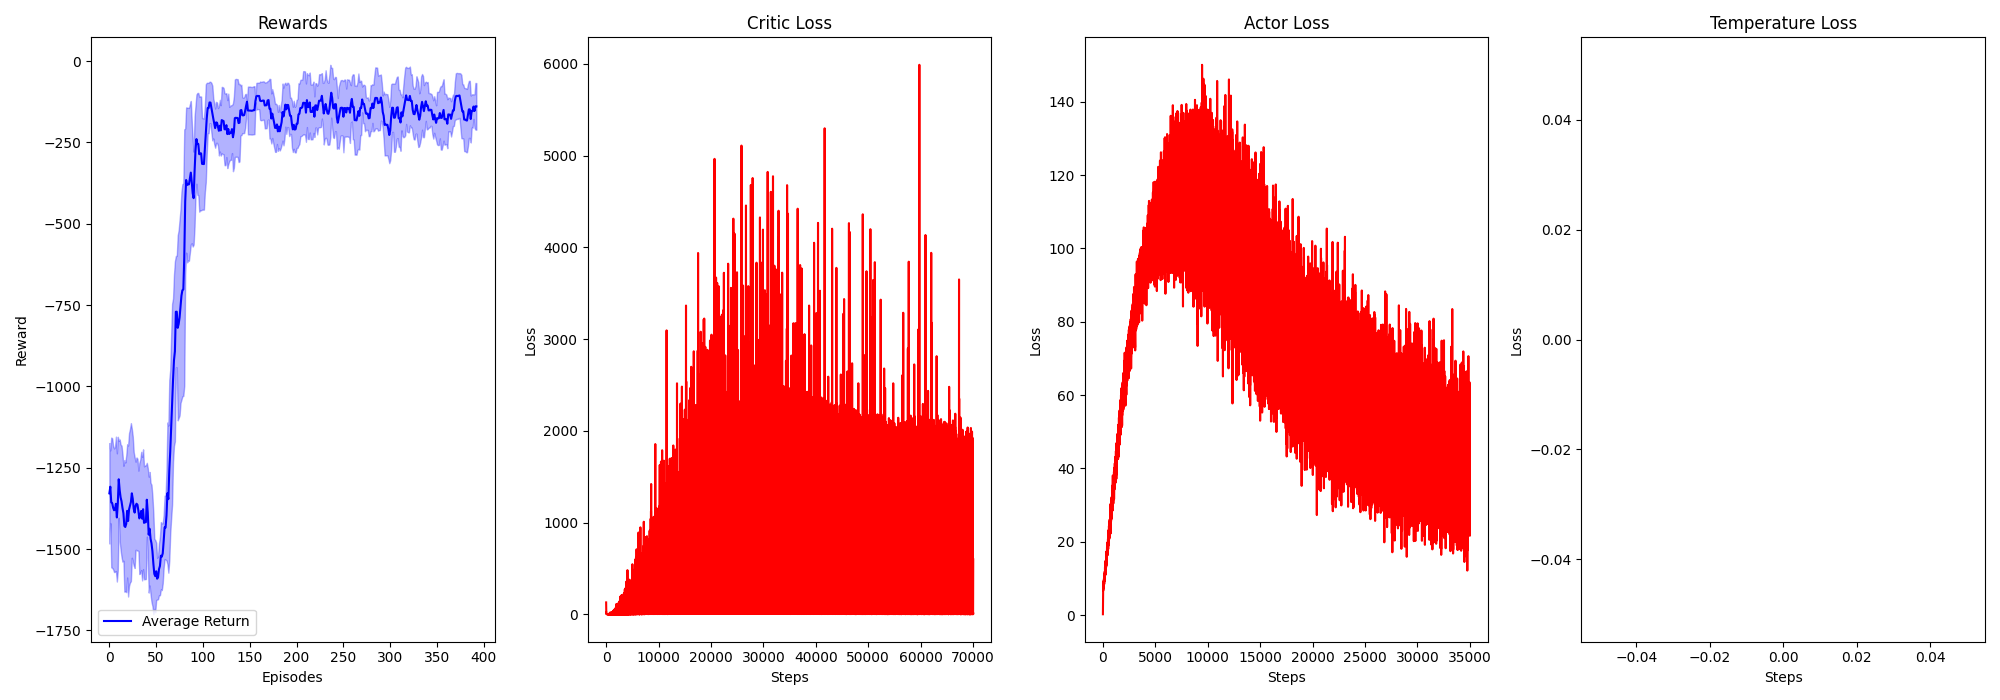 Rewards
Reward
0
−250
−500
−750
−1000
−1250
−1500
−1750
Average Return
0 50 100 150 200 250 300 350 400
Episodes
Critic Loss
Loss
6000
5000
4000
3000
2000
1000
0
0 10000 20000 30000 40000 50000 60000 70000
Steps
Actor Loss
Loss
140
120
100
80
60
40
20
0
0 5000 10000 15000 20000 25000 30000 35000
Steps
Temperature Loss
Loss
0.04
0.02
0.00
−0.02
−0.04
−0.04 −0.02 0.00 0.02 0.04
Steps